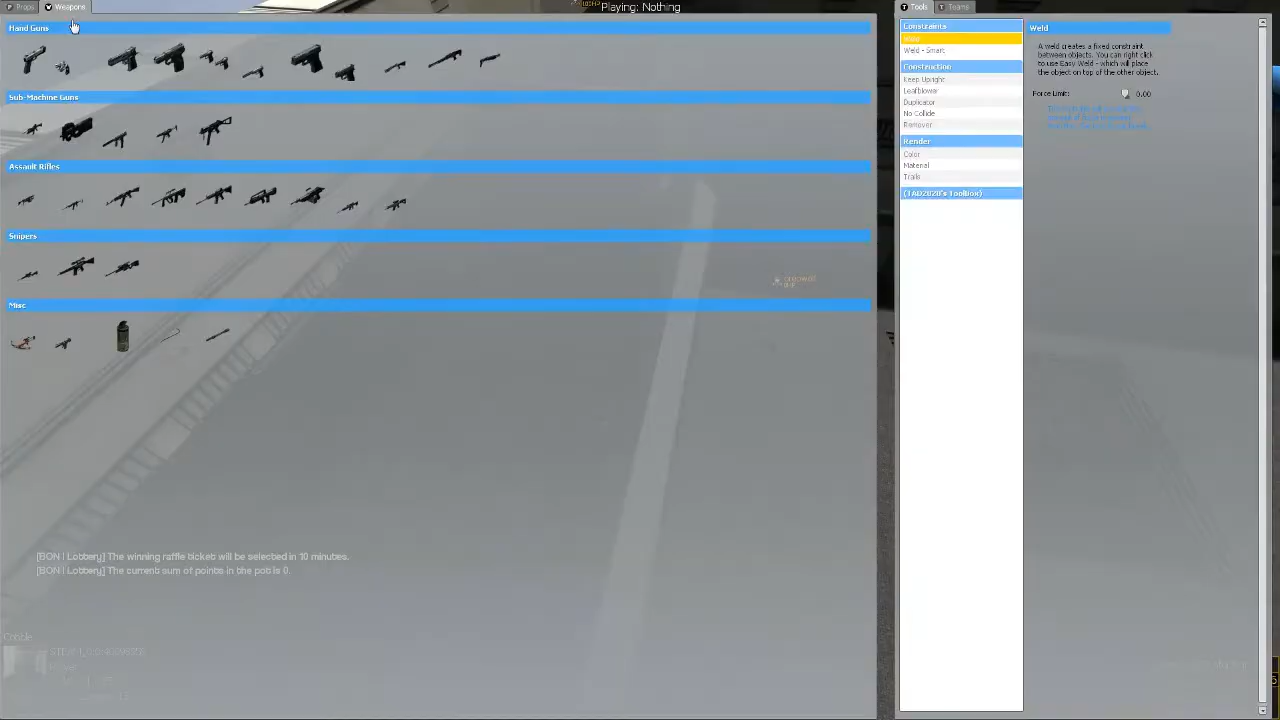 Props
Weapons
Playing: Nothing
Tools
Teams
Hand Guns
Sub-Machine Guns
Assault Rifles
Snipers
Misc
Constraints
Weld
Weld - Smart
Construction
Keep Upright
Leafblower
Duplicator
No Collide
Remover
Render
Color
Material
Trails
(TAD2020's Toolbox)
Weld
A weld creates a fixed constraint
between objects. You can right click
to use Easy Weld - which will place
the object on top of the other object.
Force Limit:
0.00
[BON | Lottery] The winning raffle ticket will be selected in 10 minutes.
[BON | Lottery] The current sum of points in the pot is 0.